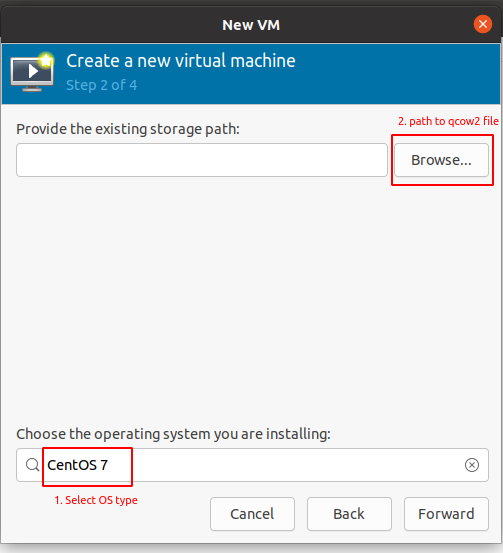 New VM
Create a new virtual machine
Step 2 of 4
2. path to qcow2 file
Provide the existing storage path:
Browse...
Choose the operating system you are installing:
CentOS 7
1. Select OS type
Cancel
Back
Forward